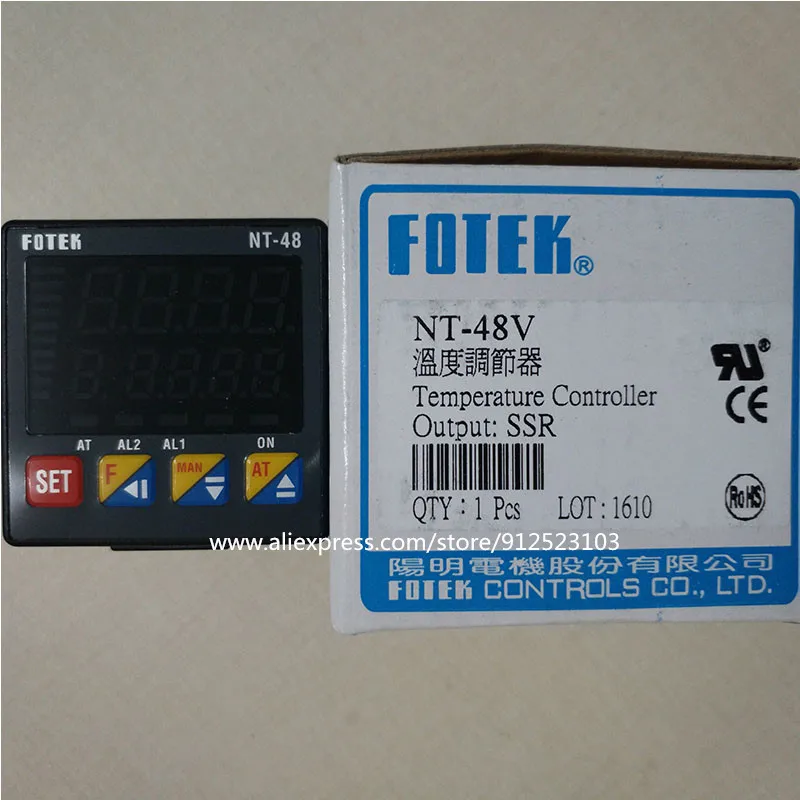 FOTEK NT-48
AT AL2 AL1 ON
SET F MAN AT
FOTEK®
NT-48V
溫度調節器
Temperature Controller
Output: SSR
QTY : 1 Pcs LOT : 1610
CE
RoHS
陽明電機股份有限公司
FOTEK CONTROLS CO., LTD.
www.aliexpress.com/store/912523103